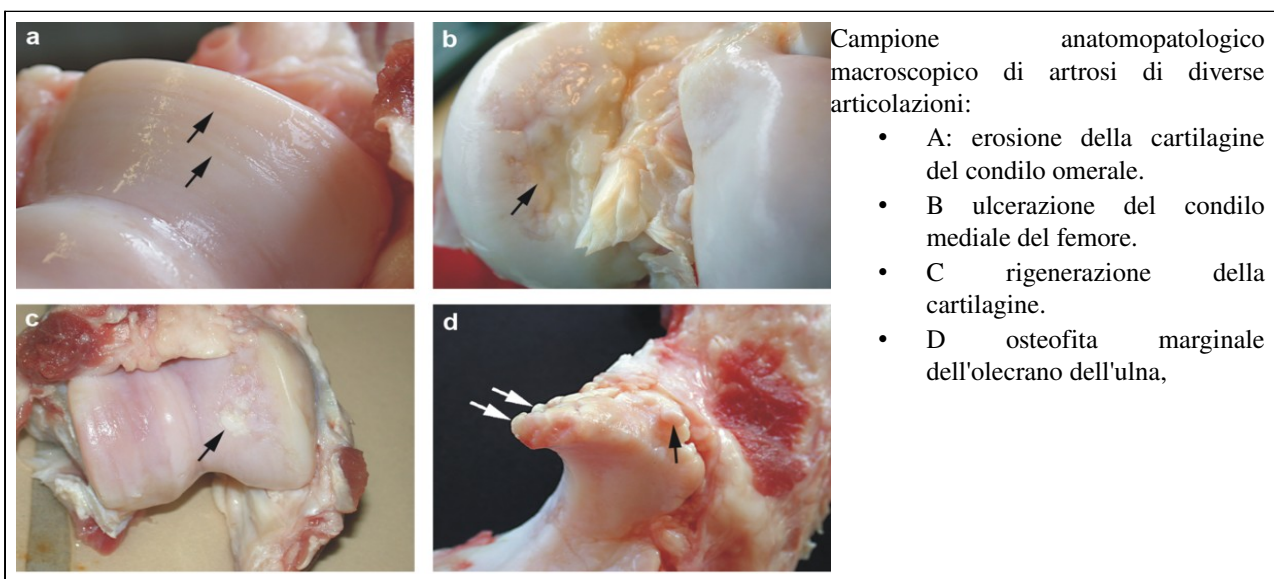 a
b
c
d
Campione anatomopatologico
macroscopico di artrosi di diverse
articolazioni:
• A: erosione della cartilagine
del condilo omerale.
• B ulcerazione del condilo
mediale del femore.
• C rigenerazione della
cartilagine.
• D osteofita marginale
dell'olecrano dell'ulna,